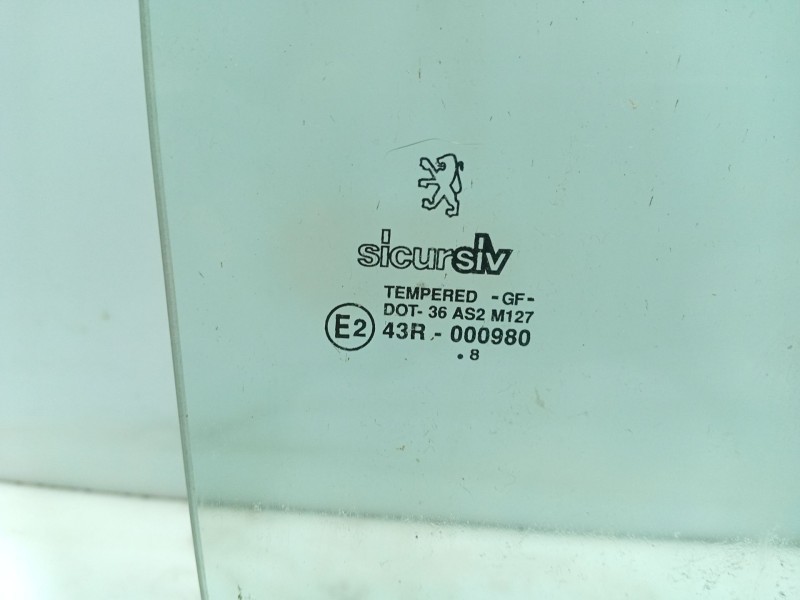 sicursiv
TEMPERED -GF-
DOT- 36 AS2 M127
E2 43R - 000980
.8